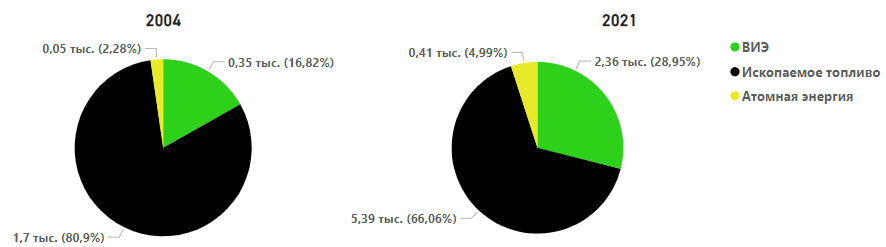 2004
0,05 тыс. (2,28%)
0,35 тыс. (16,82%)
1,7 тыс. (80,9%)
2021
0,41 тыс. (4,99%)
2,36 тыс. (28,95%)
5,39 тыс. (66,06%)
ВИЭ
Ископаемое топливо
Атомная энергия